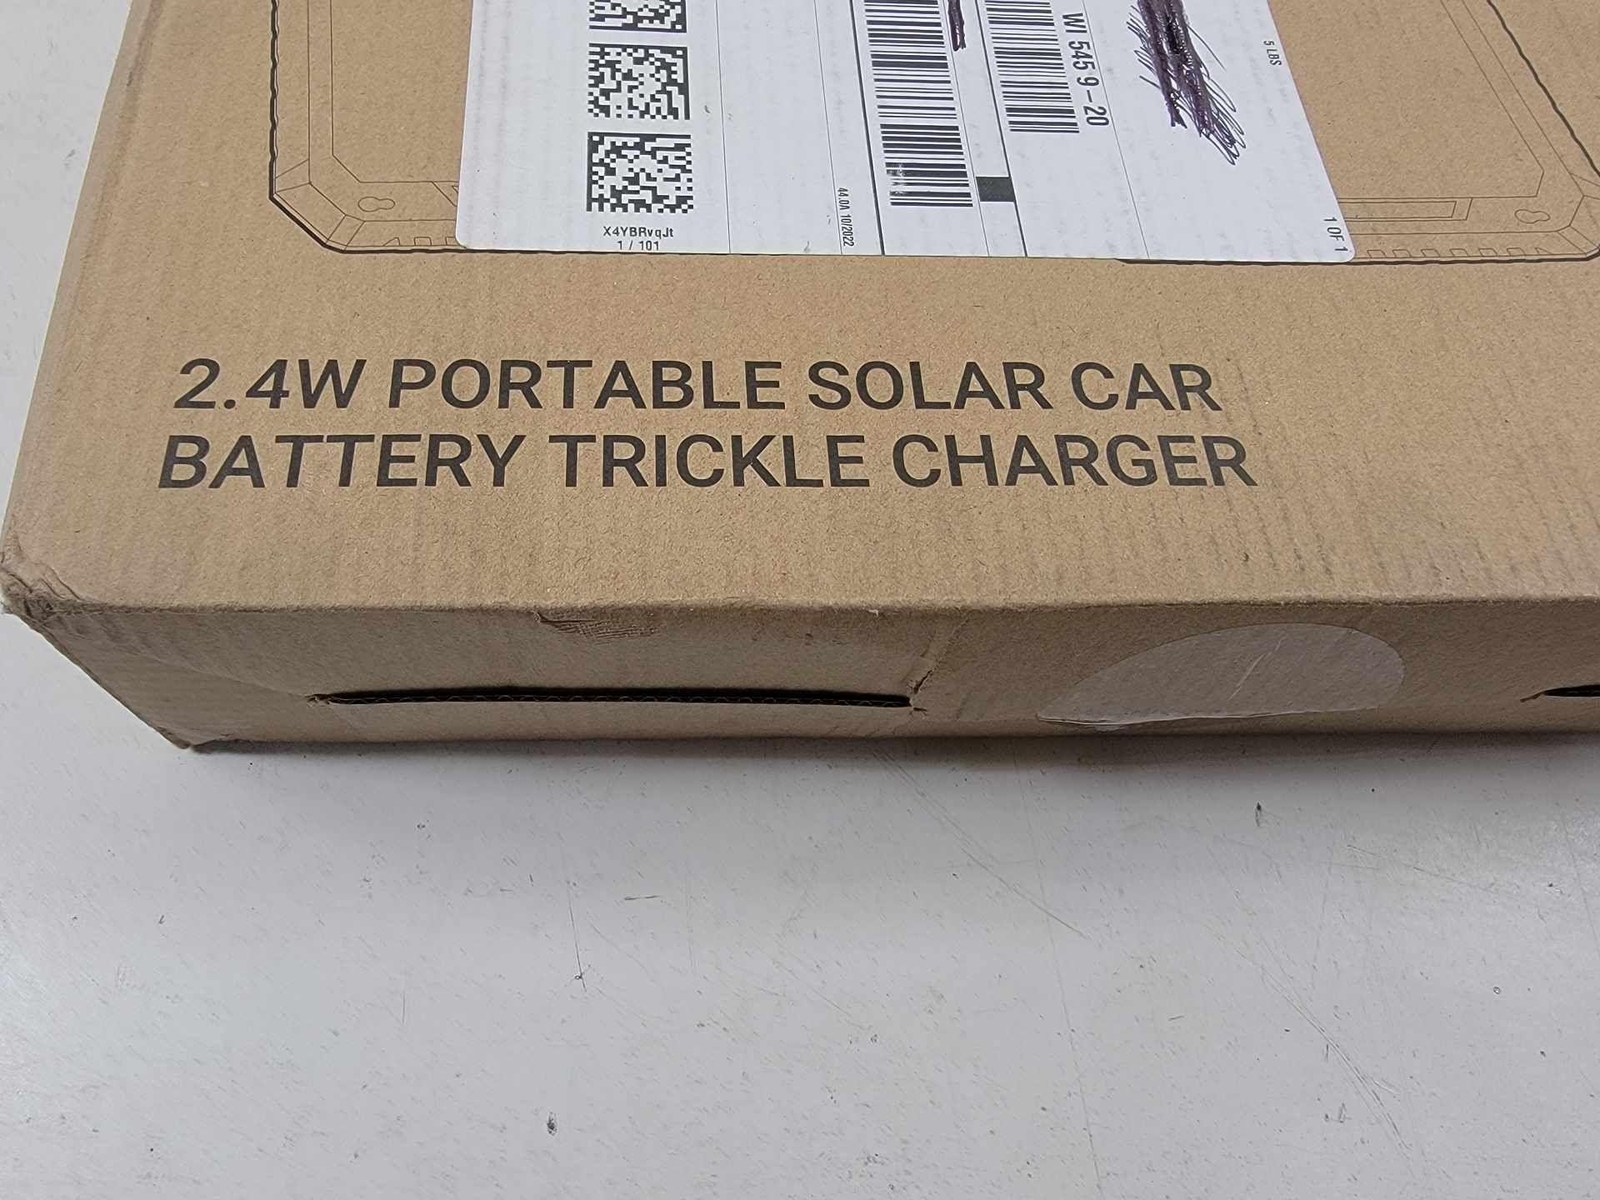 5 LBS
1 OF 1
WI 545 9-20
44.0A 10/2022
X4YBRvqJt
1 / 101
2.4W PORTABLE SOLAR CAR
BATTERY TRICKLE CHARGER